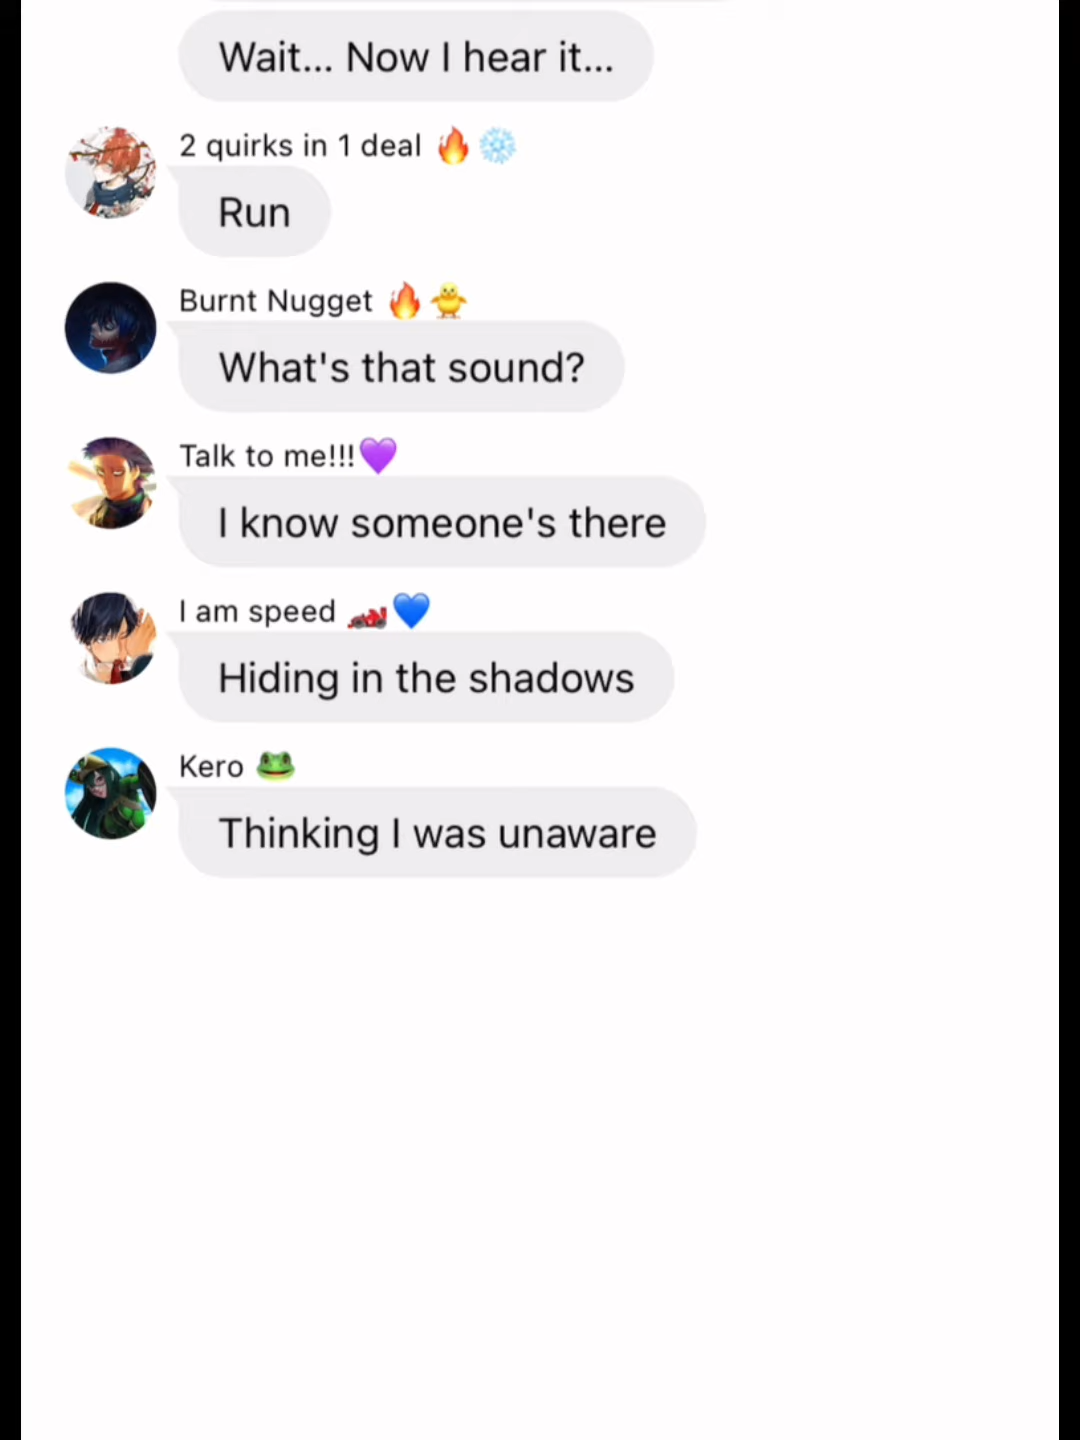 Wait... Now I hear it...
2 quirks in 1 deal 🔥❄️
Run
Burnt Nugget 🔥🐥
What's that sound?
Talk to me!!!💜
I know someone's there
I am speed 🏎️💙
Hiding in the shadows
Kero 🐸
Thinking I was unaware